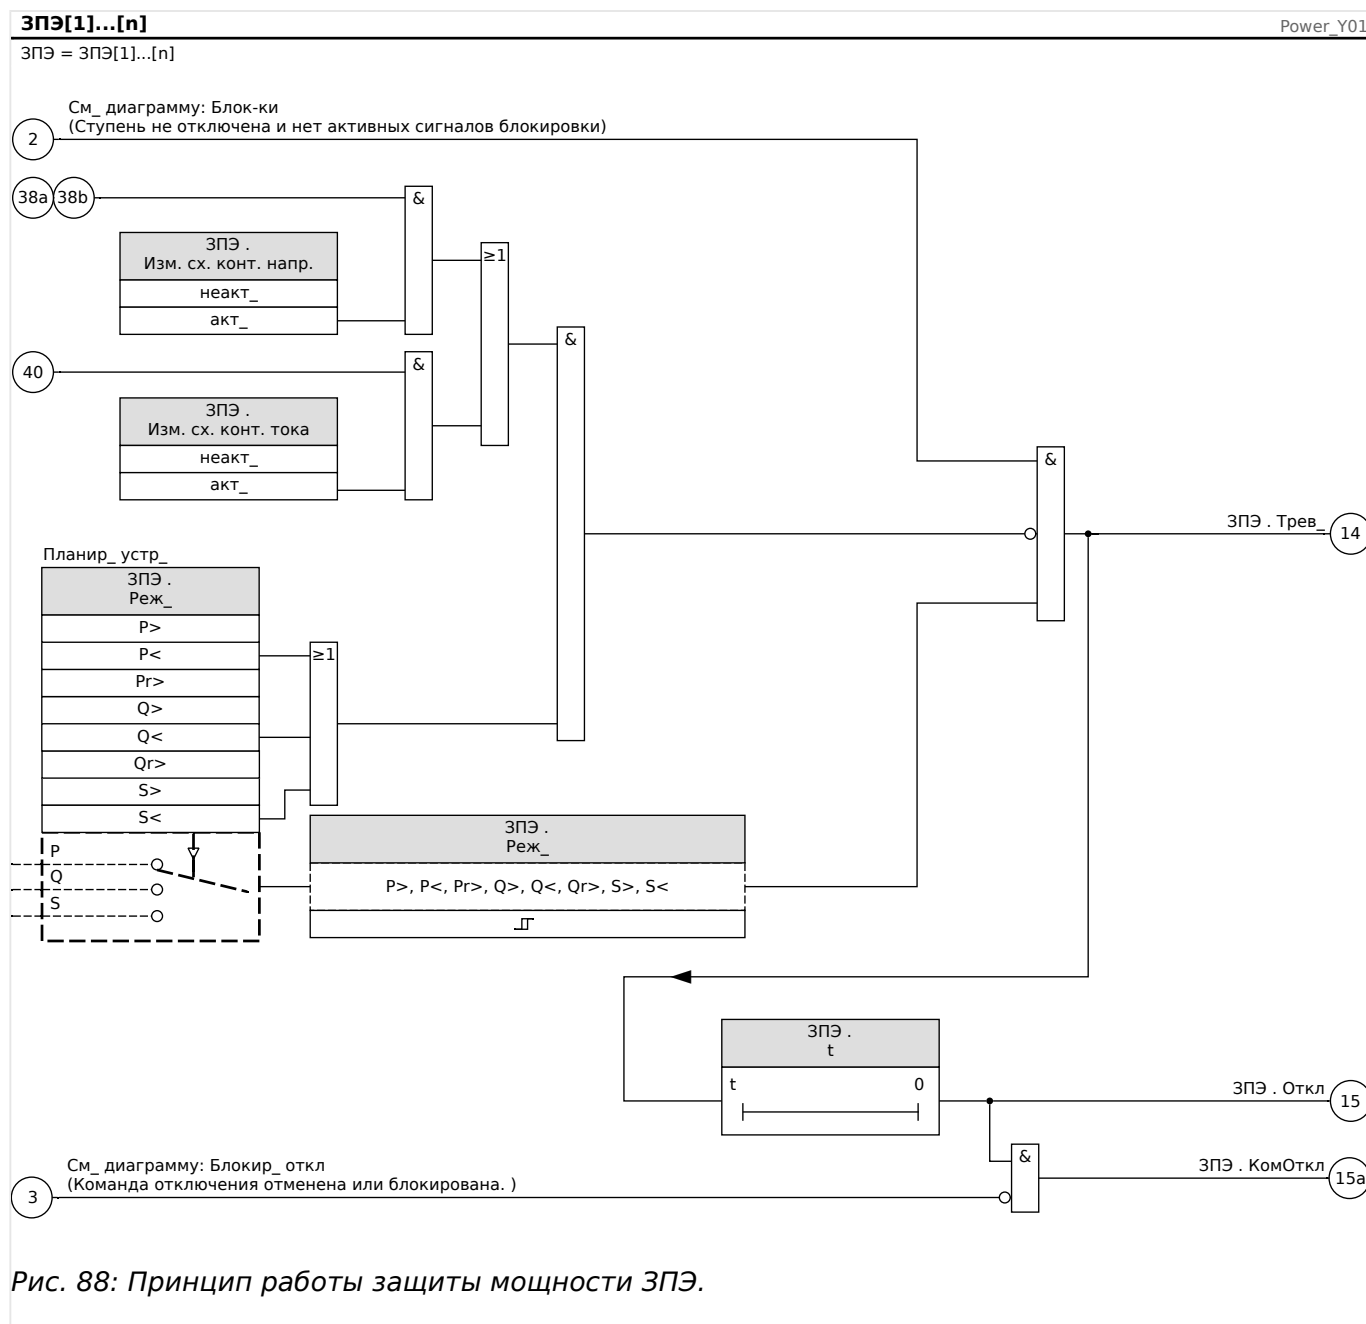 ЗПЭ[1]...[n]
Power_Y01
ЗПЭ = ЗПЭ[1]...[n]
См_ диаграмму: Блок-ки
(Ступень не отключена и нет активных сигналов блокировки)
2
38a 38b
&
ЗПЭ .
Изм. сх. конт. напр.
неакт_
акт_
≥1
&
40
&
ЗПЭ .
Изм. сх. конт. тока
неакт_
акт_
&
ЗПЭ . Трев_
14
Планир_ устр_
ЗПЭ .
Реж_
P>
P<
Pr>
Q>
Q<
Qr>
S>
S<
≥1
P
Q
S
ЗПЭ .
Реж_
P>, P<, Pr>, Q>, Q<, Qr>, S>, S<
ЗПЭ .
t
t 0
ЗПЭ . Откл
15
&
ЗПЭ . КомОткл
15a
См_ диаграмму: Блокир_ откл
(Команда отключения отменена или блокирована. )
3
Рис. 88: Принцип работы защиты мощности ЗПЭ.